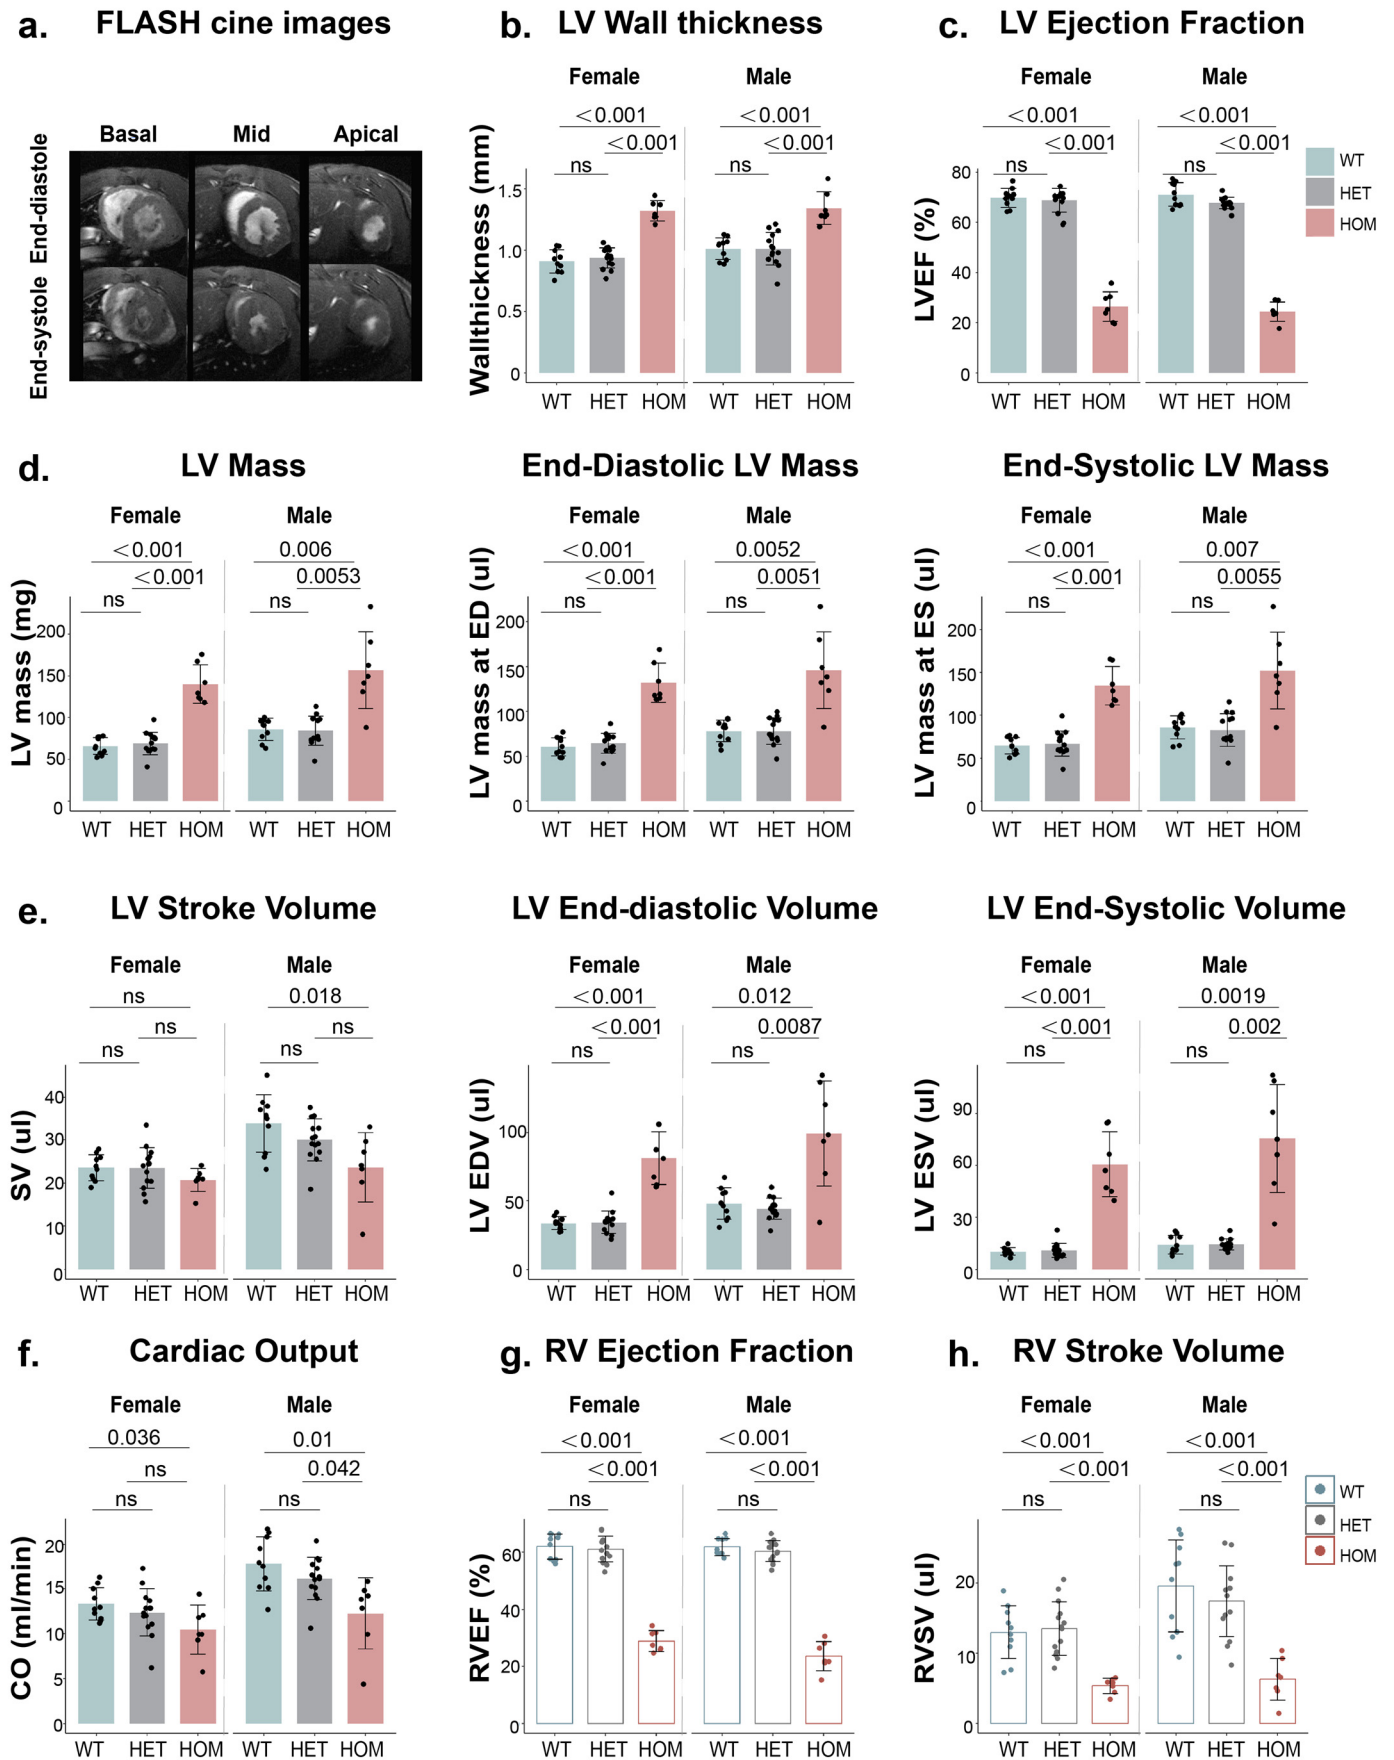 a. FLASH cine images
Basal Mid Apical
End-diastole
End-systole
b. LV Wall thickness
Female Male
<0.001 <0.001
<0.001 <0.001
ns ns
Wallthickness (mm)
1.5
1.0
0.5
0
WT HET HOM WT HET HOM
c. LV Ejection Fraction
Female Male
<0.001 <0.001
<0.001 <0.001
ns ns
LVEF (%)
80
60
40
20
0
WT HET HOM WT HET HOM
WT
HET
HOM
d. LV Mass
Female Male
<0.001 0.006
<0.001 0.0053
ns ns
LV mass (mg)
200
150
100
50
0
WT HET HOM WT HET HOM
End-Diastolic LV Mass
Female Male
<0.001 0.0052
<0.001 0.0051
ns ns
LV mass at ED (ul)
200
150
100
50
0
WT HET HOM WT HET HOM
End-Systolic LV Mass
Female Male
<0.001 0.007
<0.001 0.0055
ns ns
LV mass at ES (ul)
200
150
100
50
0
WT HET HOM WT HET HOM
e. LV Stroke Volume
Female Male
ns 0.018
ns ns
ns ns
SV (ul)
40
30
20
10
0
WT HET HOM WT HET HOM
LV End-diastolic Volume
Female Male
<0.001 0.012
<0.001 0.0087
ns ns
LV EDV (ul)
100
50
0
WT HET HOM WT HET HOM
LV End-Systolic Volume
Female Male
<0.001 0.0019
<0.001 0.002
ns ns
LV ESV (ul)
90
60
30
0
WT HET HOM WT HET HOM
f. Cardiac Output
Female Male
0.036 0.01
ns 0.042
ns ns
CO (ml/min)
20
15
10
5
0
WT HET HOM WT HET HOM
g. RV Ejection Fraction
Female Male
<0.001 <0.001
<0.001 <0.001
ns ns
RVEF (%)
60
40
20
0
WT HET HOM WT HET HOM
h. RV Stroke Volume
Female Male
<0.001 <0.001
<0.001 <0.001
ns ns
RVSV (ul)
20
10
0
WT HET HOM WT HET HOM
WT
HET
HOM